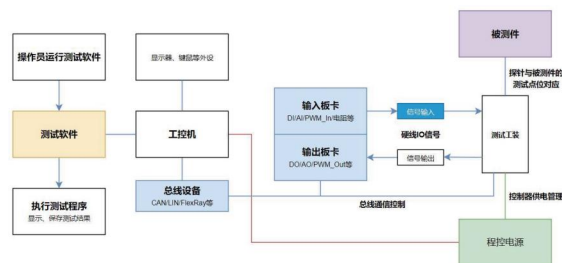 操作员运行测试软件
测试软件
执行测试程序
显示、保存测试结果
显示器、键鼠等外设
工控机
总线设备
CAN/LIN/FlexRay等
输入板卡
DI/AI/PWM_In/电阻等
输出板卡
DO/AO/PWM_Out等
信号输入
硬线IO信号
信号输出
总线通信控制
被测件
探针与被测件的
测试点位对应
测试工装
控制器供电管理
程控电源